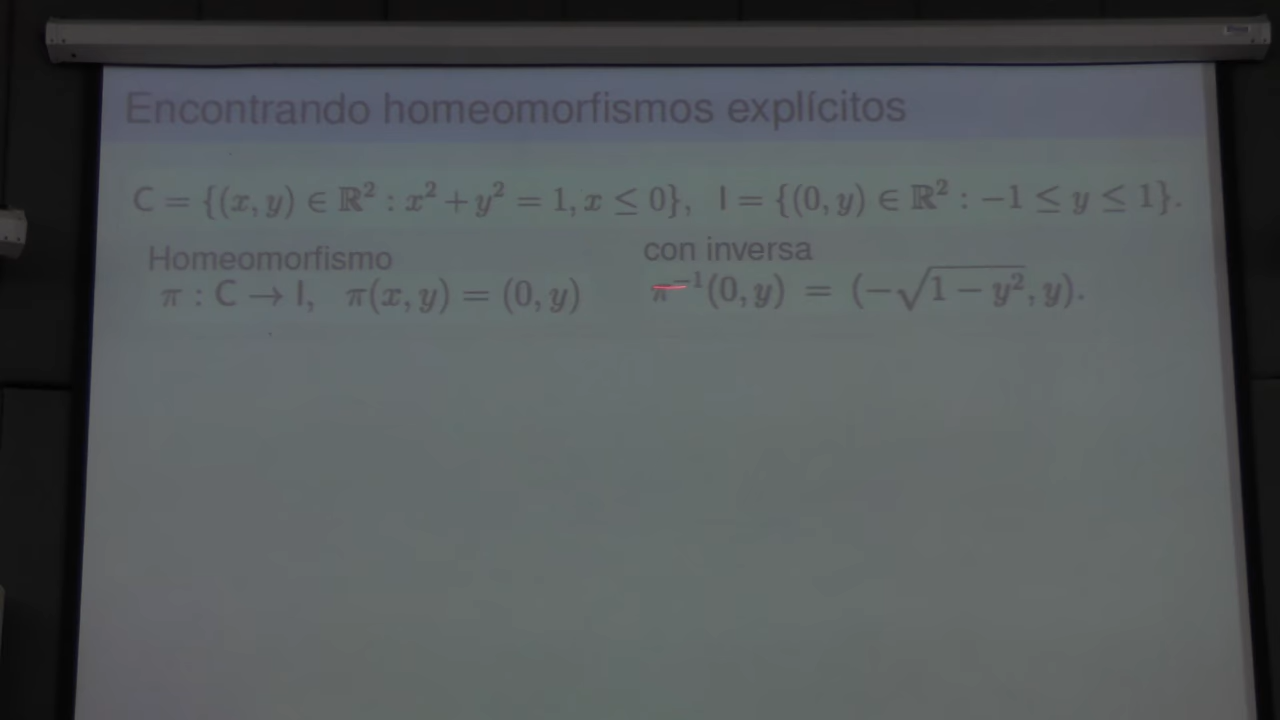 Encontrando homeomorfismos explícitos
C = {(x, y) ∈ ℝ² : x² + y² = 1, x ≤ 0}, I = {(0, y) ∈ ℝ² : −1 ≤ y ≤ 1}.
Homeomorfismo
π : C → I, π(x, y) = (0, y)
con inversa
π⁻¹(0, y) = (−√(1 − y²), y).